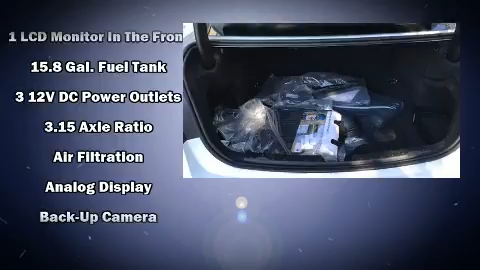 1 LCD Monitor In The Fron
15.8 Gal. Fuel Tank
3 12V DC Power Outlets
3.15 Axle Ratio
Air Filtration
Analog Display
Back-Up Camera